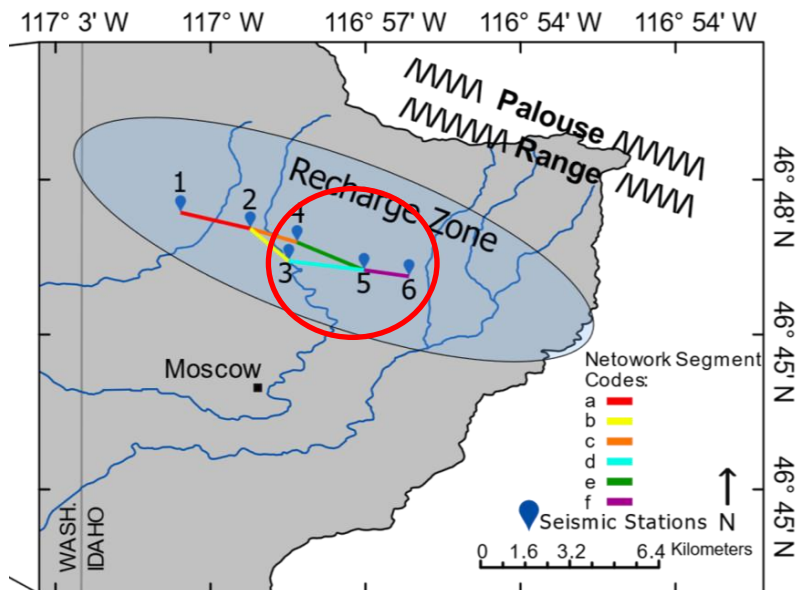 117° 3' W 117° W 116° 57' W 116° 54' W 116° 54' W
Palouse
Range
46° 48' N
Recharge Zone
1
2
4
3
5
6
46° 45' N
Moscow
Netowork Segment
Codes:
a
b
c
d
e
f
46° 45' N
Seismic Stations N
0 1.6 3.2 6.4 Kilometers
WASH.
IDAHO